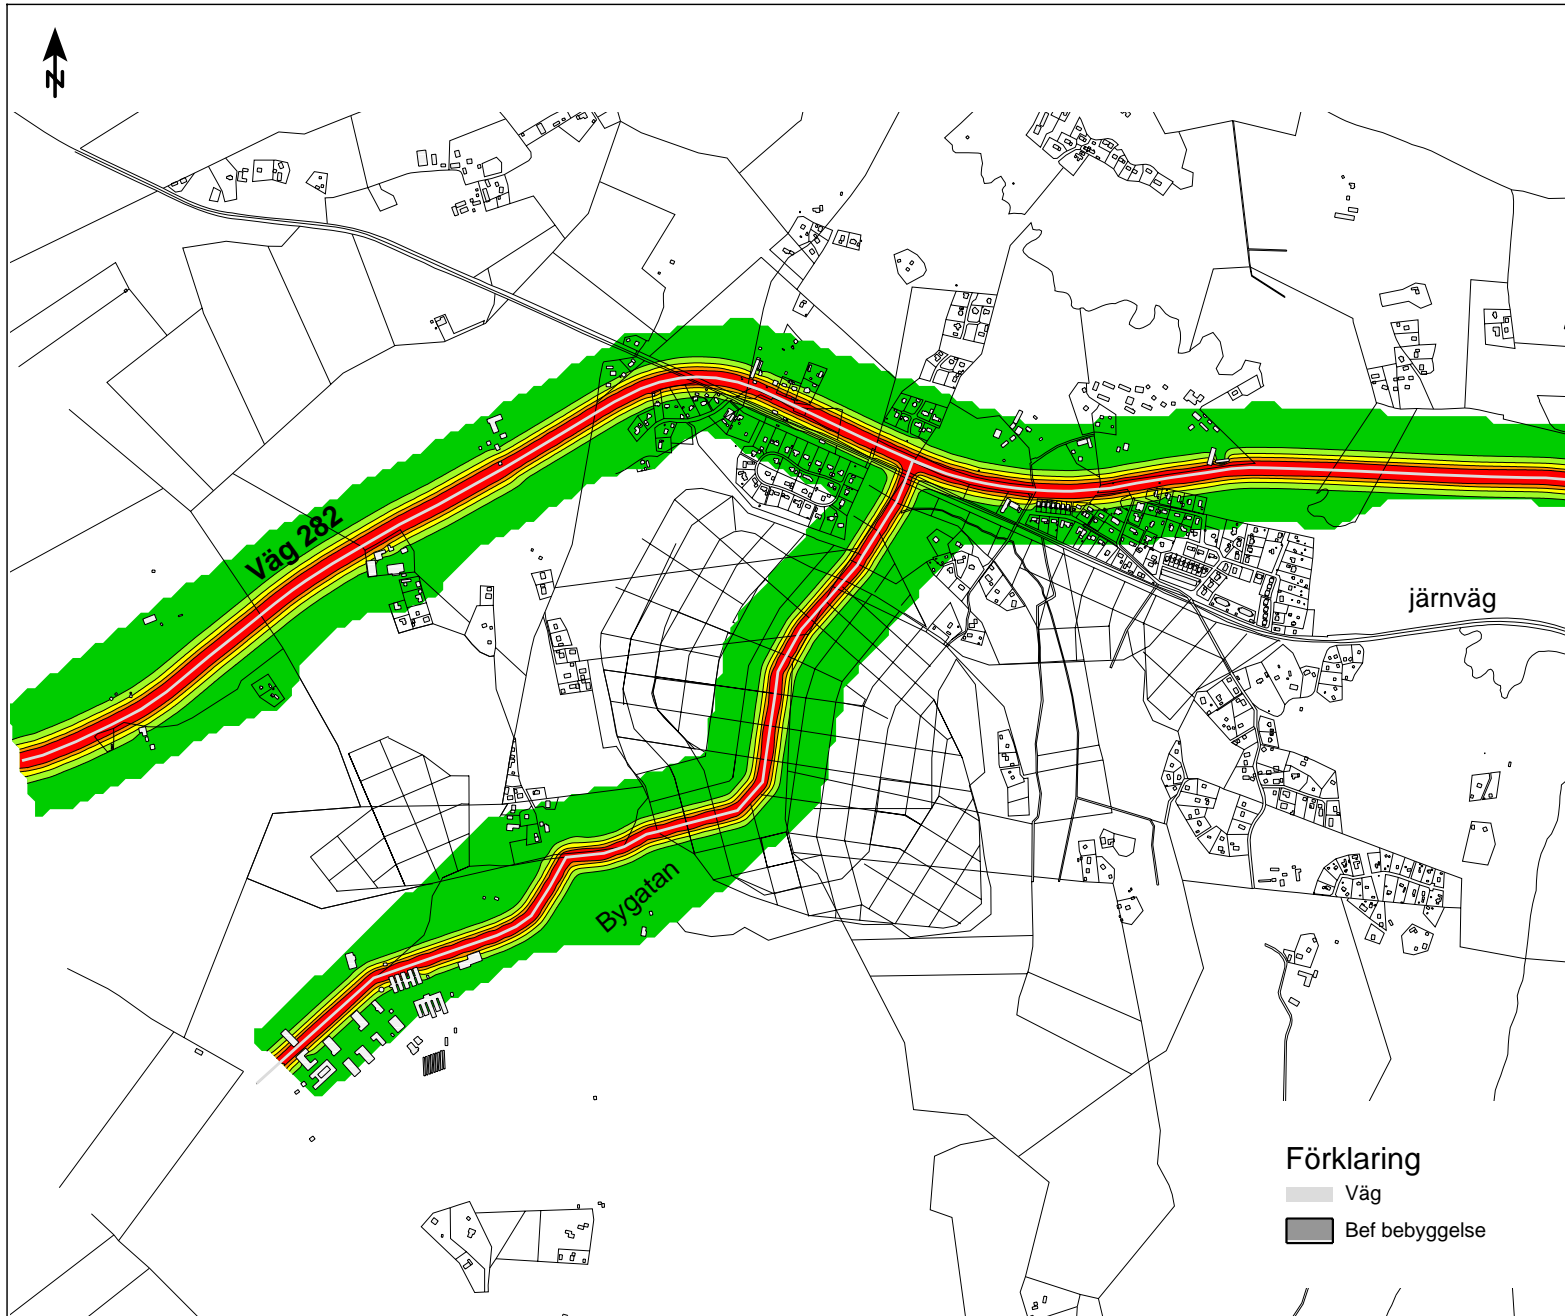 N
Väg 282
järnväg
Bygatan
Förklaring
Väg
Bef bebyggelse